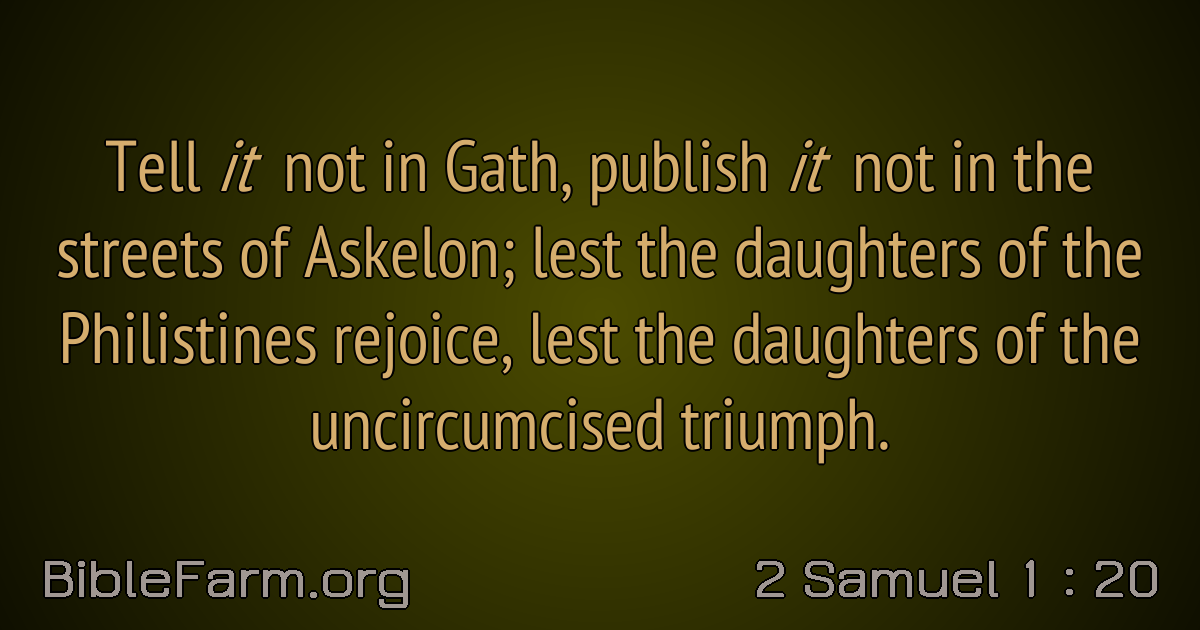 Tell it not in Gath, publish it not in the
streets of Askelon; lest the daughters of the
Philistines rejoice, lest the daughters of the
uncircumcised triumph.
BibleFarm.org
2 Samuel 1 : 20